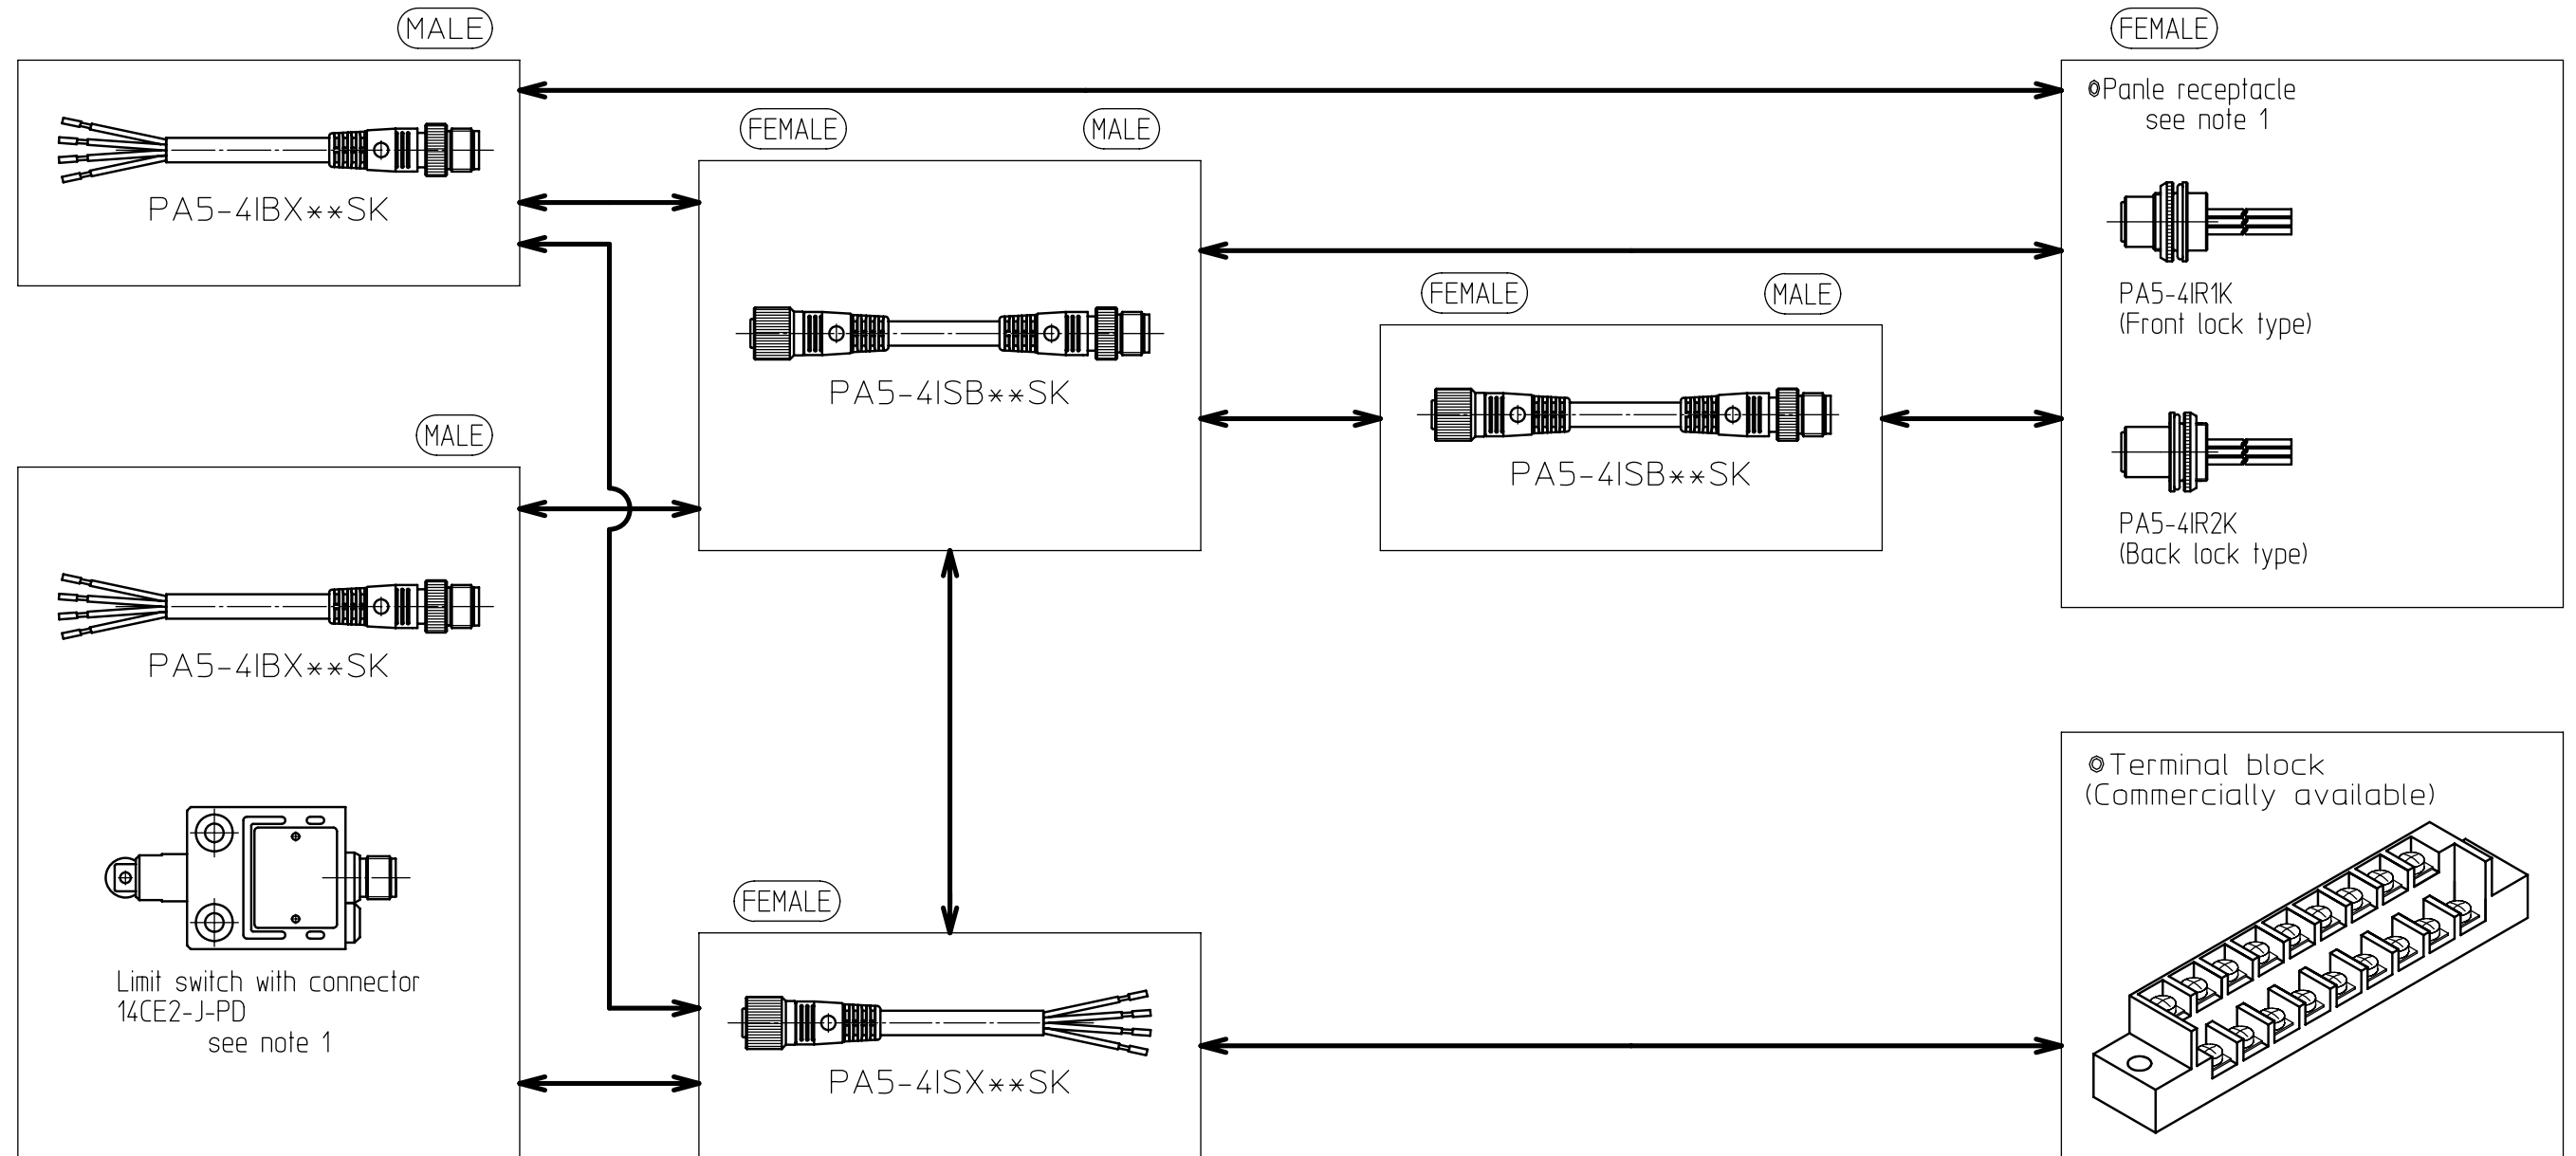 MALE
PA5-4IBX**SK
MALE
PA5-4IBX**SK
Limit switch with connector
14CE2-J-PD
see note 1
FEMALE
MALE
PA5-4ISB**SK
FEMALE
PA5-4ISX**SK
FEMALE
MALE
PA5-4ISB**SK
FEMALE
◎Panle receptacle
see note 1
PA5-4IR1K
(Front lock type)
PA5-4IR2K
(Back lock type)
◎Terminal block
(Commercially available)